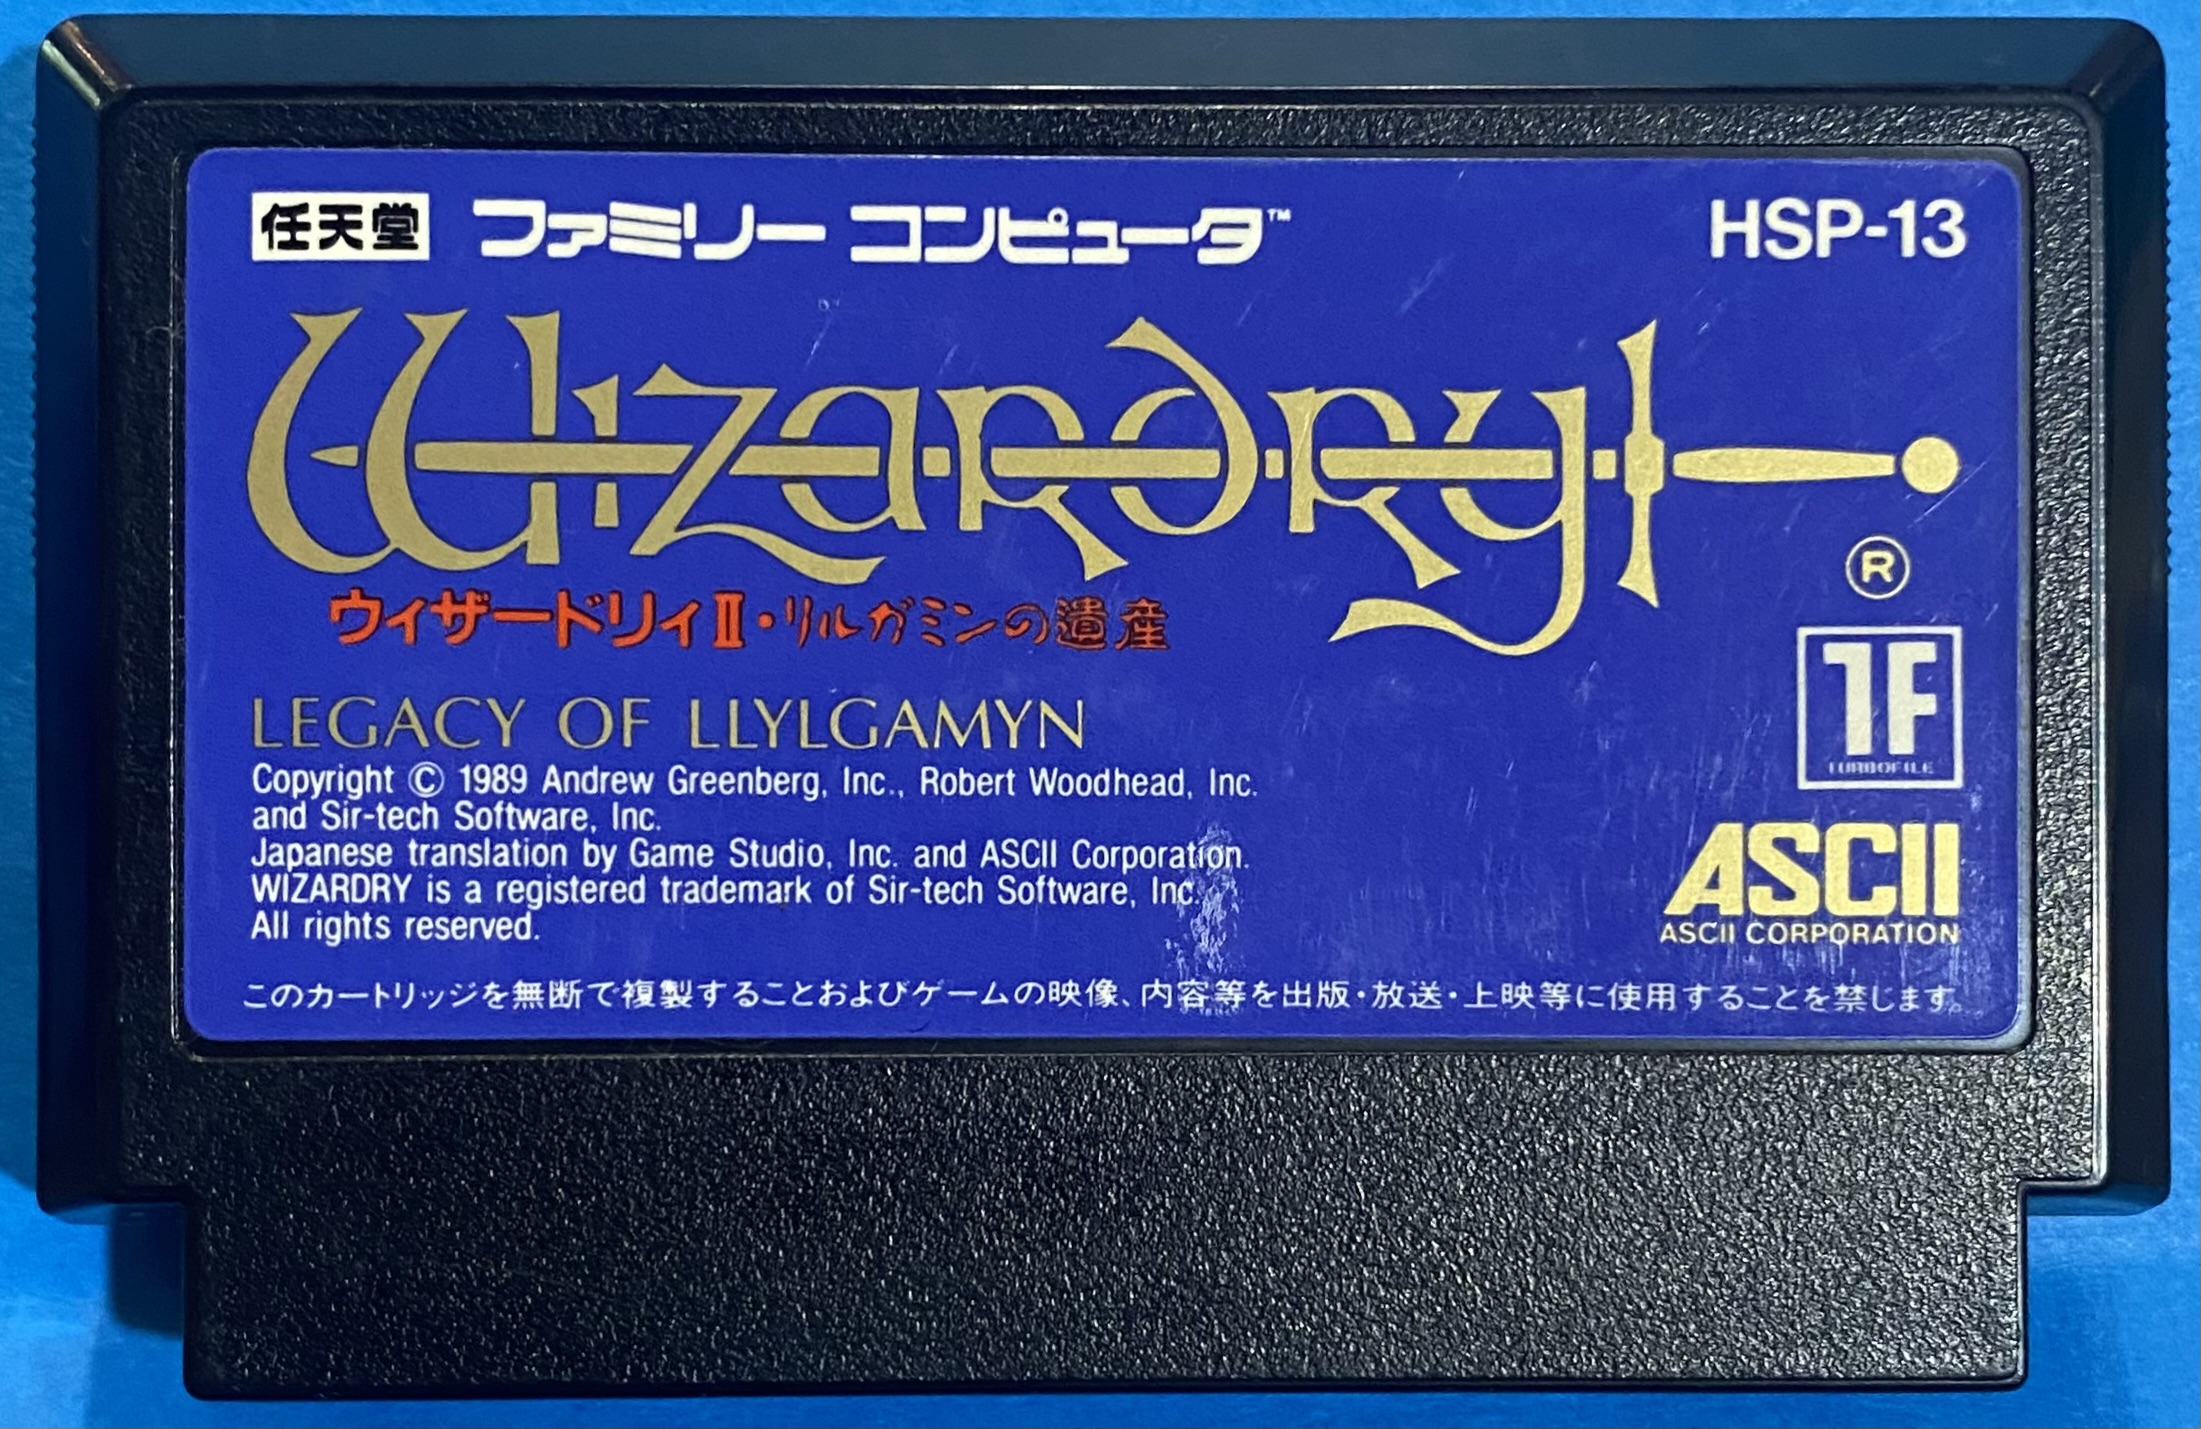 任天堂 ファミリー コンピュータ™ HSP-13
Wizardry
®
ウィザードリィII・リルガミンの遺産
LEGACY OF LLYLGAMYN
Copyright © 1989 Andrew Greenberg, Inc., Robert Woodhead, Inc.
and Sir-tech Software, Inc.
Japanese translation by Game Studio, Inc. and ASCII Corporation.
WIZARDRY is a registered trademark of Sir-tech Software, Inc.
All rights reserved.
TF
TURBOFILE
ASCII
ASCII CORPORATION
このカートリッジを無断で複製することおよびゲームの映像、内容等を出版・放送・上映等に使用することを禁じます。